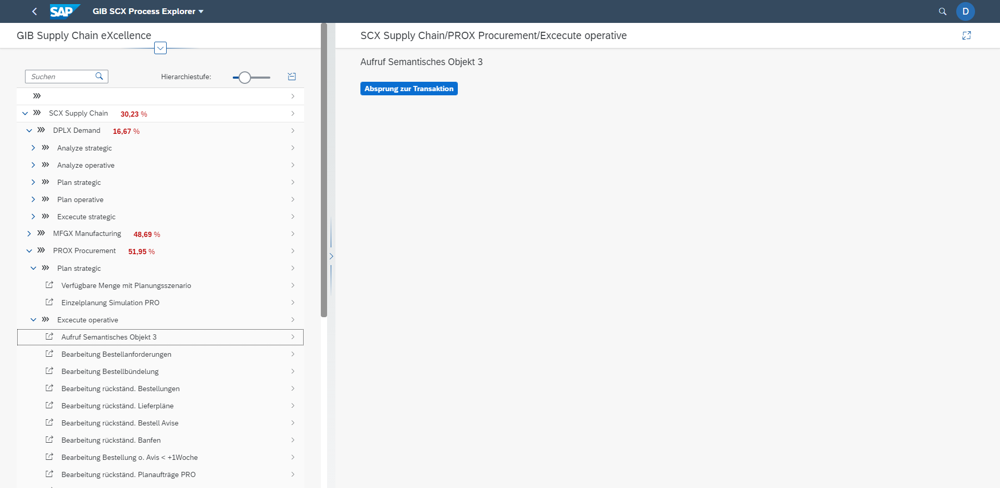 SAP GIB SCX Process Explorer D
GIB Supply Chain eXcellence
Suchen Hierarchiestufe:
SCX Supply Chain 30,23 %
DPLX Demand 16,67 %
Analyze strategic
Analyze operative
Plan strategic
Plan operative
Excecute strategic
MFGX Manufacturing 48,69 %
PROX Procurement 51,95 %
Plan strategic
Verfügbare Menge mit Planungsszenario
Einzelplanung Simulation PRO
Excecute operative
Aufruf Semantisches Objekt 3
Bearbeitung Bestellanforderungen
Bearbeitung Bestellbündelung
Bearbeitung rückständ. Bestellungen
Bearbeitung rückständ. Lieferpläne
Bearbeitung rückständ. Bestell Avise
Bearbeitung rückständ. Banfen
Bearbeitung Bestellung o. Avis < +1Woche
Bearbeitung rückständ. Planaufträge PRO
SCX Supply Chain/PROX Procurement/Excecute operative
Aufruf Semantisches Objekt 3
Absprung zur Transaktion